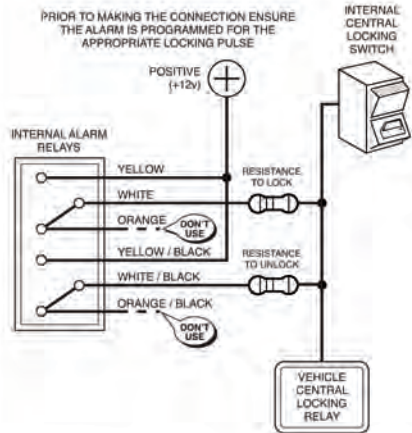 PRIOR TO MAKING THE CONNECTION ENSURE
THE ALARM IS PROGRAMMED FOR THE
APPROPRIATE LOCKING PULSE
INTERNAL
CENTRAL
LOCKING
SWITCH
POSITIVE
(+12v)
INTERNAL ALARM
RELAYS
YELLOW
WHITE
RESISTANCE
TO LOCK
ORANGE
DON'T
USE
YELLOW / BLACK
RESISTANCE
TO UNLOCK
WHITE / BLACK
ORANGE / BLACK
DON'T
USE
VEHICLE
CENTRAL
LOCKING
RELAY